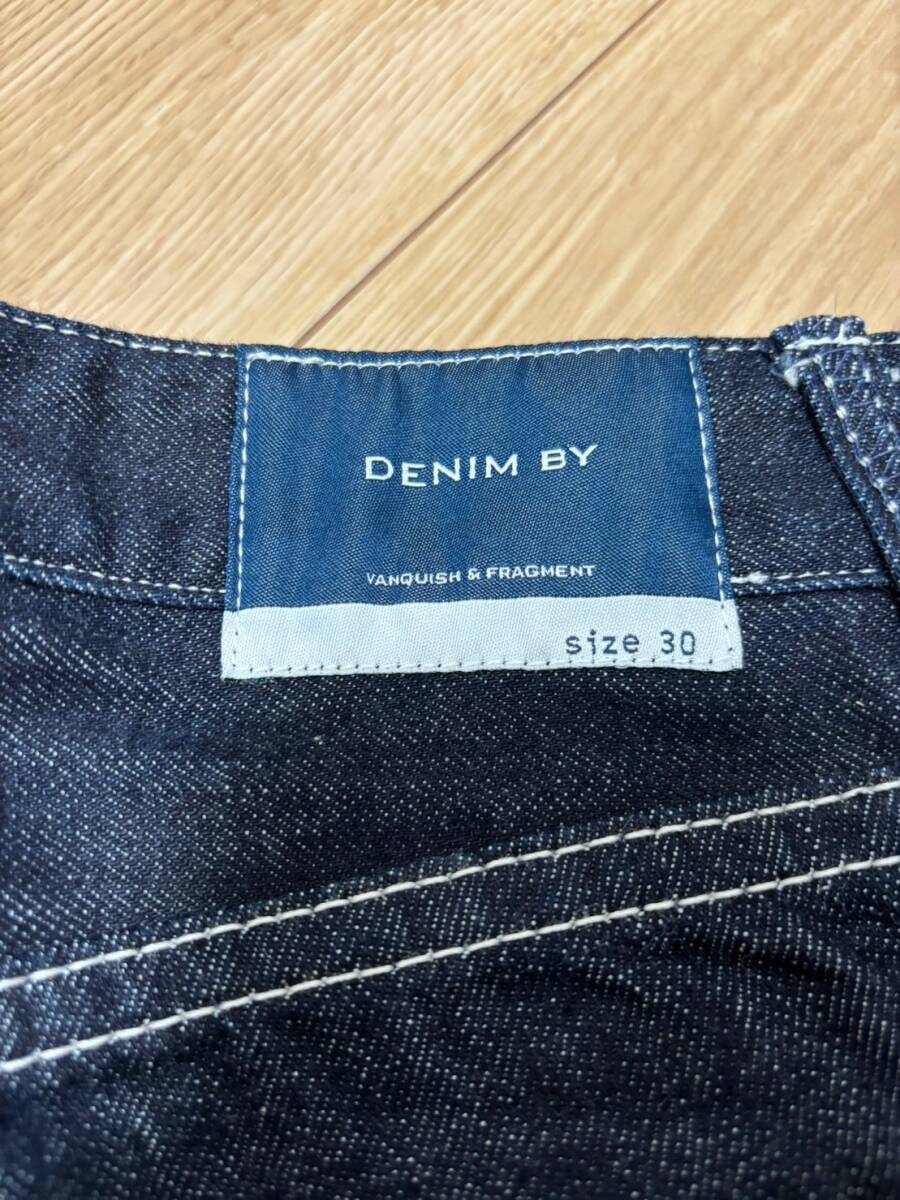 DENIM BY
VANQUISH & FRAGMENT
size 30